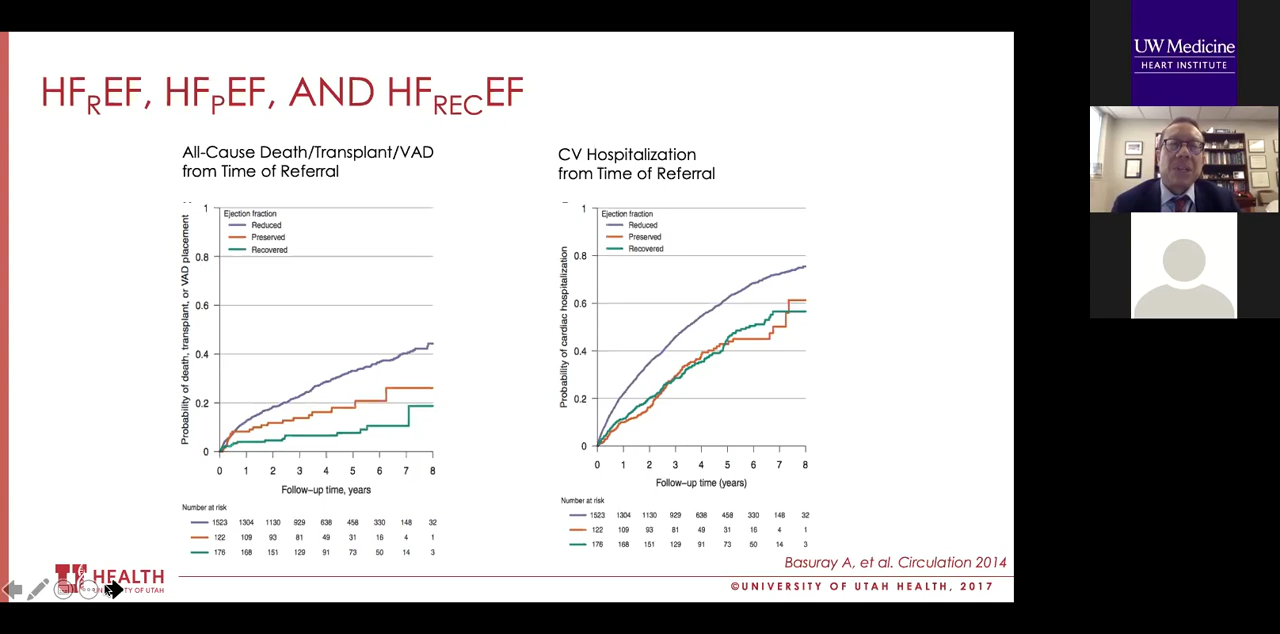 HFREF, HFPEF, AND HFRECEF
All-Cause Death/Transplant/VAD
from Time of Referral
Probability of death, transplant, or VAD placement
1
0.8
0.6
0.4
0.2
0
Ejection fraction
Reduced
Preserved
Recovered
0 1 2 3 4 5 6 7 8
Follow-up time, years
Number at risk
1523 1304 1130 929 638 458 330 148 32
122 109 93 81 49 31 16 4 1
176 168 151 129 91 73 50 14 3
CV Hospitalization
from Time of Referral
Probability of cardiac hospitalization
1
0.8
0.6
0.4
0.2
0
Ejection fraction
Reduced
Preserved
Recovered
0 1 2 3 4 5 6 7 8
Follow-up time (years)
Number at risk
1523 1304 1130 929 638 458 330 148 32
122 109 93 81 49 31 16 4 1
176 168 151 129 91 73 50 14 3
Basuray A, et al. Circulation 2014
HEALTH
OF UTAH
©UNIVERSITY OF UTAH HEALTH, 2017
UW Medicine
HEART INSTITUTE